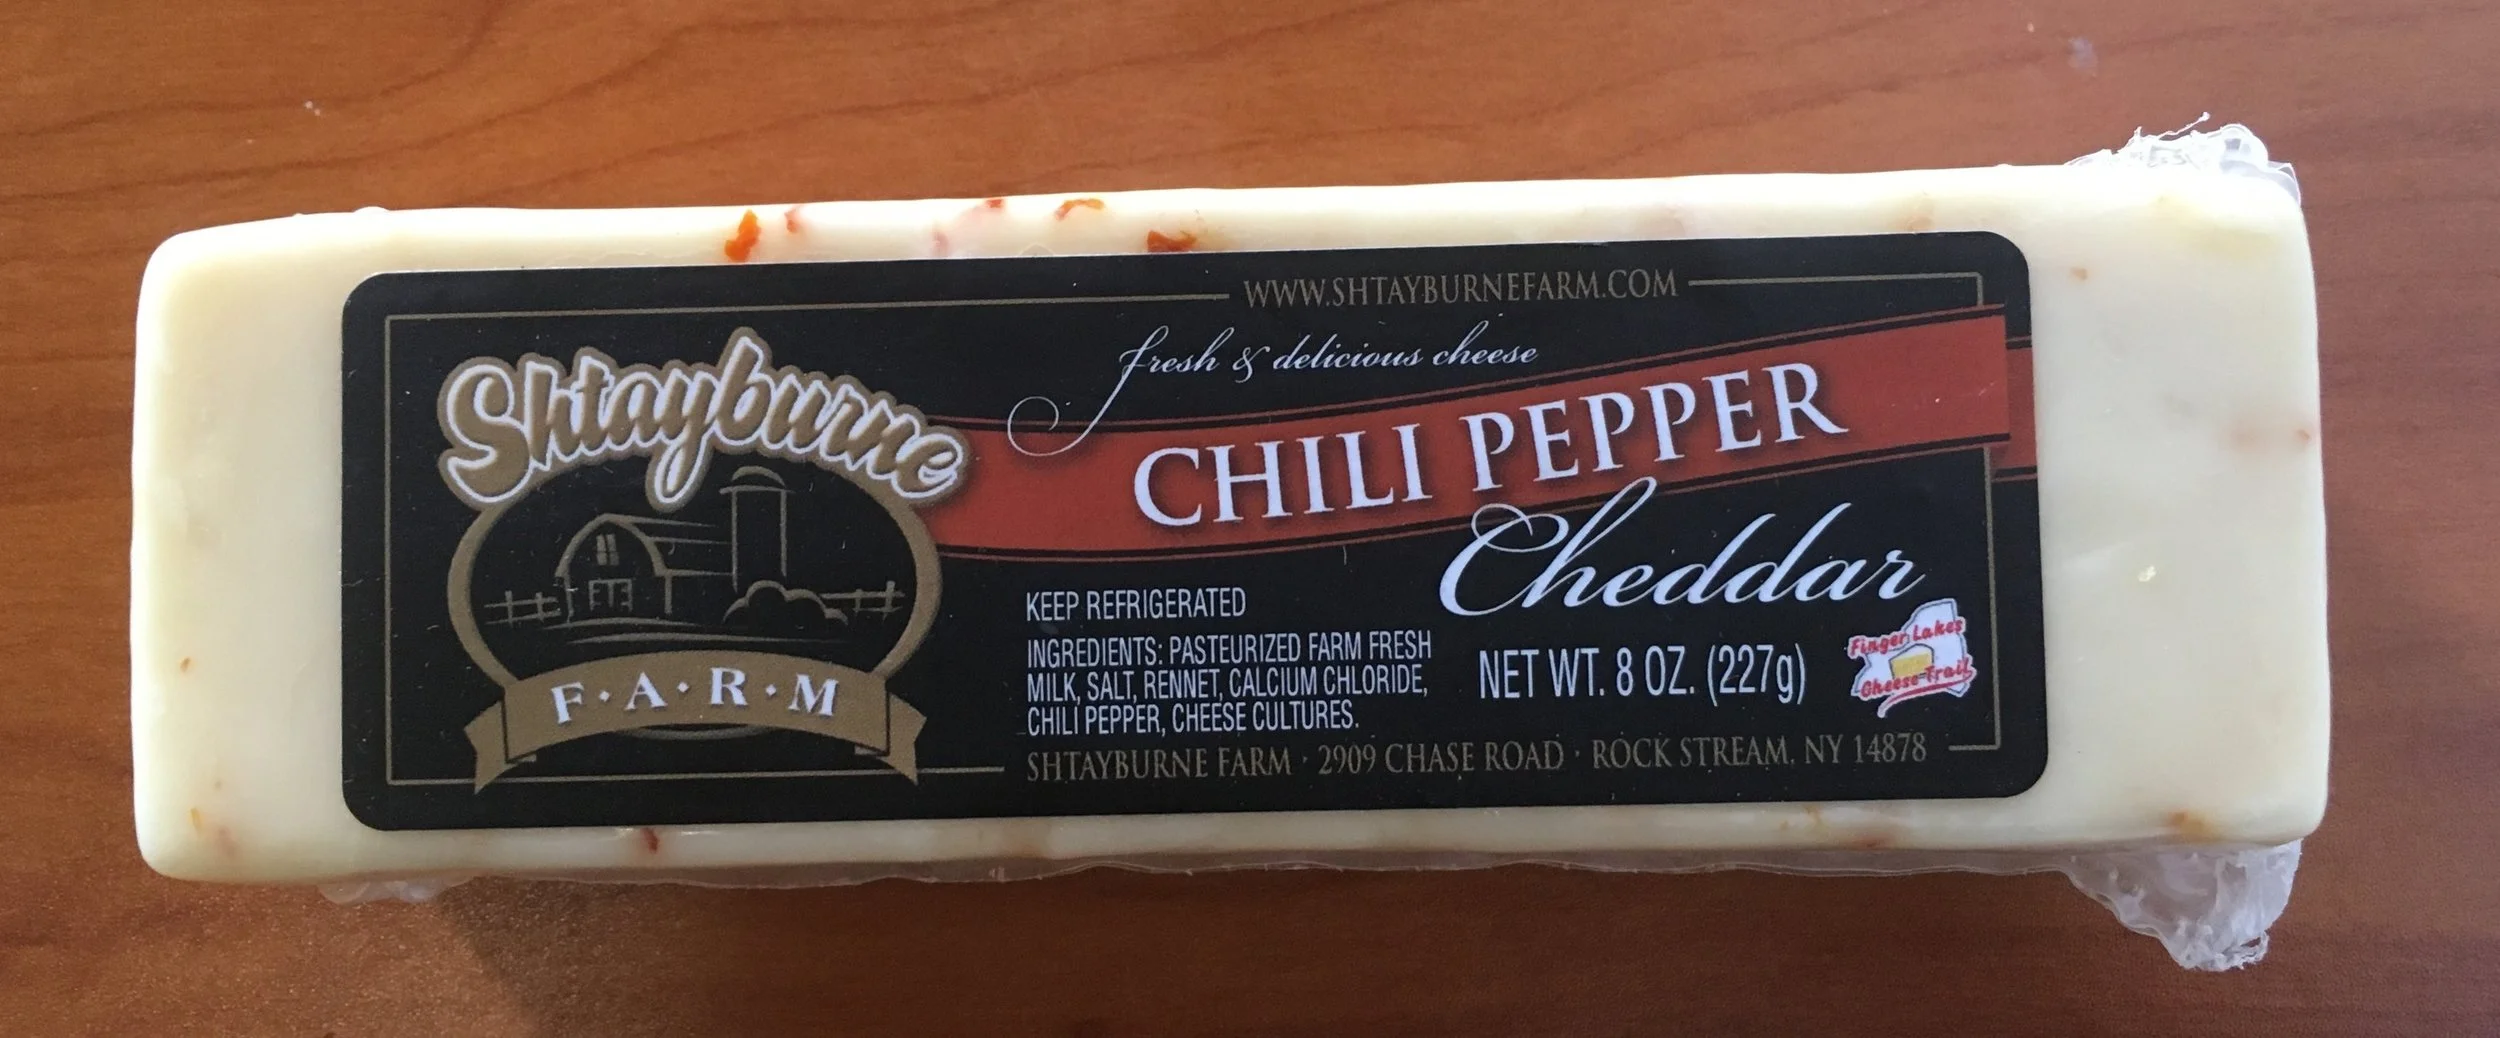 WWW.SHTAYBURNEFARM.COM
fresh & delicious cheese
Shtayburne
F·A·R·M
CHILI PEPPER
Cheddar
KEEP REFRIGERATED
INGREDIENTS: PASTEURIZED FARM FRESH
MILK, SALT, RENNET, CALCIUM CHLORIDE,
CHILI PEPPER, CHEESE CULTURES.
NET WT. 8 OZ. (227g)
Finger Lakes
Cheese Trail
SHTAYBURNE FARM · 2909 CHASE ROAD · ROCK STREAM, NY 14878